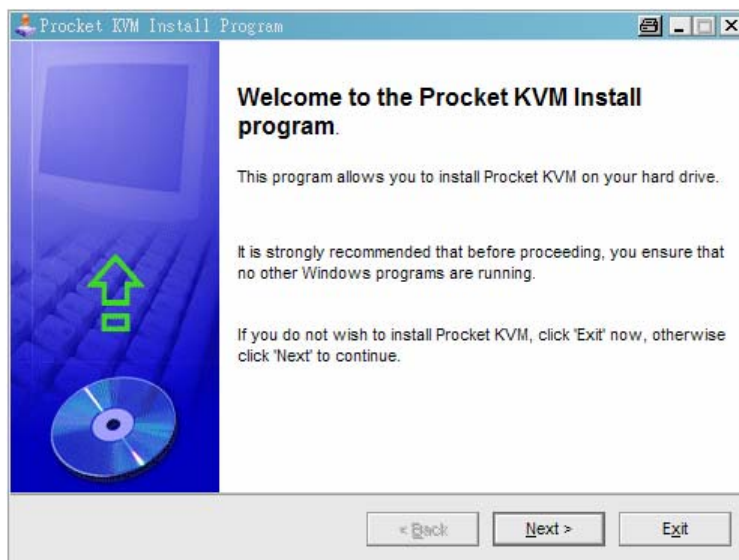 Procket KVM Install Program
Welcome to the Procket KVM Install
program.
This program allows you to install Procket KVM on your hard drive.
It is strongly recommended that before proceeding, you ensure that
no other Windows programs are running.
If you do not wish to install Procket KVM, click 'Exit' now, otherwise
click 'Next' to continue.
< Back
Next >
Exit